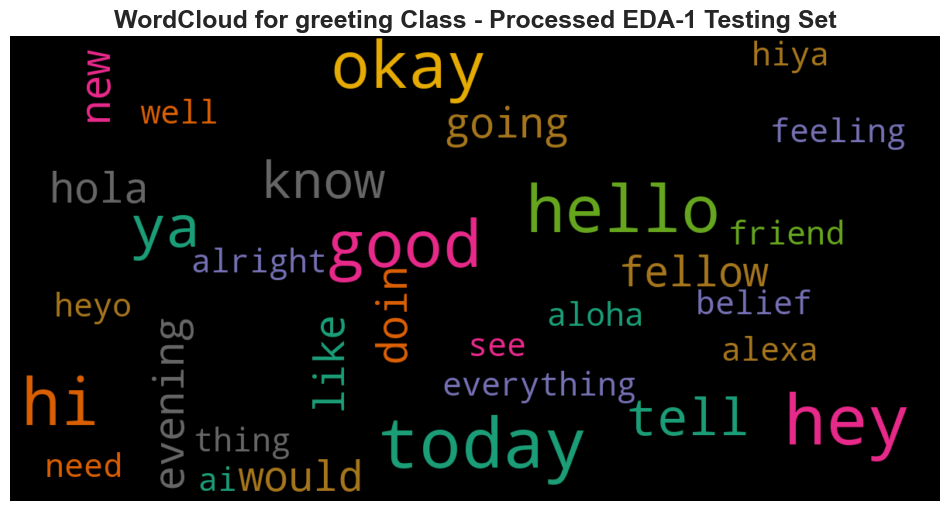 WordCloud for greeting Class - Processed EDA-1 Testing Set
okay
hiya
new
well
going
feeling
hola
know
hello
ya
good
friend
alright
fellow
doin
heyo
aloha
belief
evening
like
see
alexa
everything
hi
today
tell
hey
thing
need
ai
would